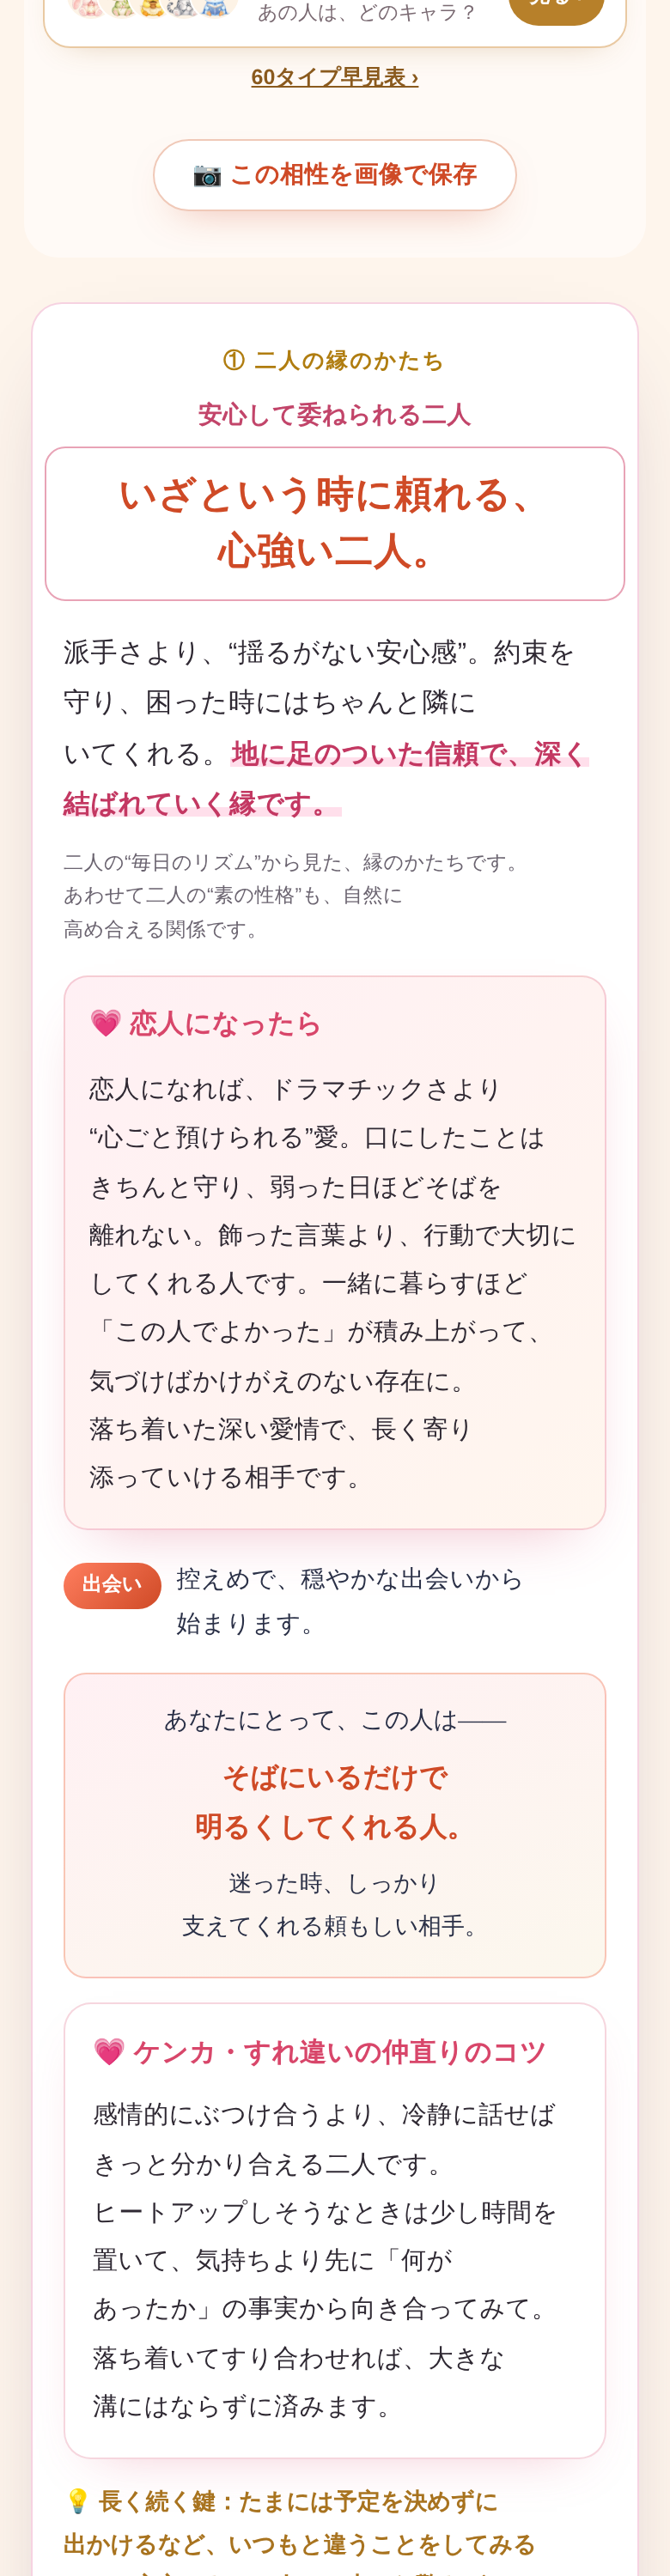 あの人は、どのキャラ？
60タイプ早見表 ›
📷 この相性を画像で保存
① 二人の縁のかたち
安心して委ねられる二人
いざという時に頼れる、
心強い二人。
派手さより、“揺るがない安心感”。約束を
守り、困った時にはちゃんと隣に
いてくれる。地に足のついた信頼で、深く
結ばれていく縁です。
二人の“毎日のリズム”から見た、縁のかたちです。
あわせて二人の“素の性格”も、自然に
高め合える関係です。
💗 恋人になったら
恋人になれば、ドラマチックさより
“心ごと預けられる”愛。口にしたことは
きちんと守り、弱った日ほどそばを
離れない。飾った言葉より、行動で大切に
してくれる人です。一緒に暮らすほど
「この人でよかった」が積み上がって、
気づけばかけがえのない存在に。
落ち着いた深い愛情で、長く寄り
添っていける相手です。
出会い 控えめで、穏やかな出会いから
始まります。
あなたにとって、この人は——
そばにいるだけで
明るくしてくれる人。
迷った時、しっかり
支えてくれる頼もしい相手。
💗 ケンカ・すれ違いの仲直りのコツ
感情的にぶつけ合うより、冷静に話せば
きっと分かり合える二人です。
ヒートアップしそうなときは少し時間を
置いて、気持ちより先に「何が
あったか」の事実から向き合ってみて。
落ち着いてすり合わせれば、大きな
溝にはならずに済みます。
💡 長く続く鍵：たまには予定を決めずに
出かけるなど、いつもと違うことをしてみる